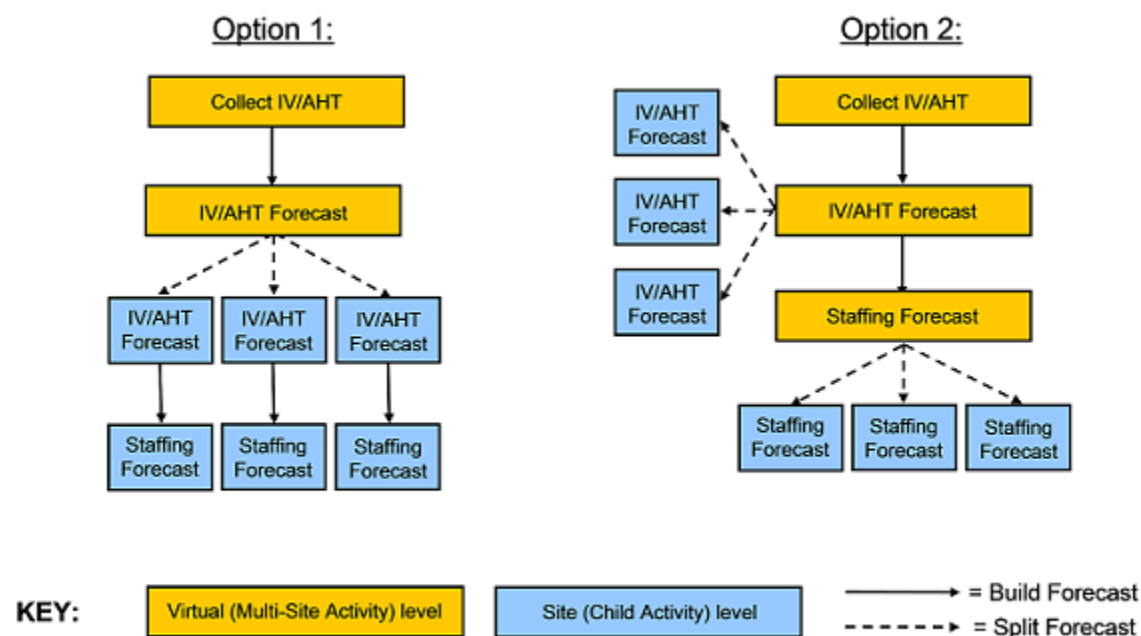 Option 1:
Collect IV/AHT
IV/AHT Forecast
IV/AHT
Forecast
IV/AHT
Forecast
IV/AHT
Forecast
Staffing
Forecast
Staffing
Forecast
Staffing
Forecast
Option 2:
Collect IV/AHT
IV/AHT
Forecast
IV/AHT
Forecast
IV/AHT
Forecast
IV/AHT Forecast
Staffing Forecast
Staffing
Forecast
Staffing
Forecast
Staffing
Forecast
KEY:
Virtual (Multi-Site Activity) level
Site (Child Activity) level
= Build Forecast
= Split Forecast